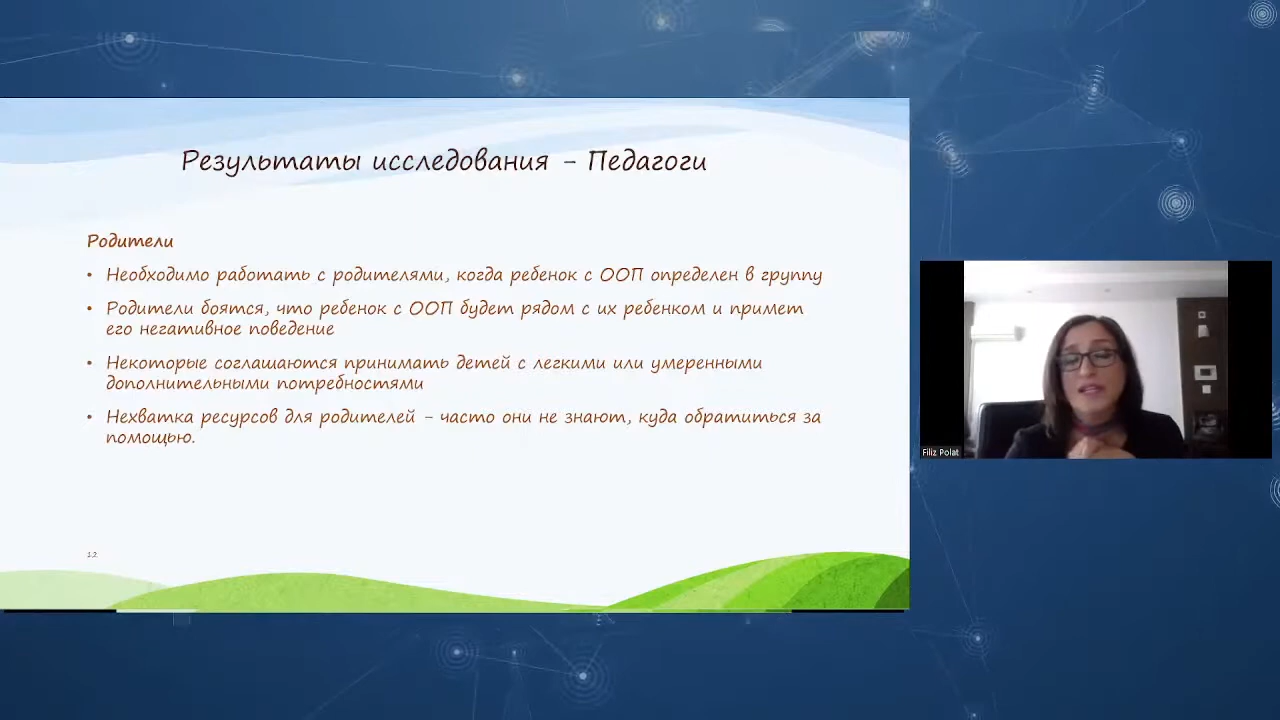 Результаты исследования - Педагоги
Родители
• Необходимо работать с родителями, когда ребенок с ООП определен в группу
• Родители боятся, что ребенок с ООП будет рядом с их ребенком и примет
его негативное поведение
• Некоторые соглашаются принимать детей с легкими или умеренными
дополнительными потребностями
• Нехватка ресурсов для родителей - часто они не знают, куда обратиться за
помощью.
12
Filiz Polat